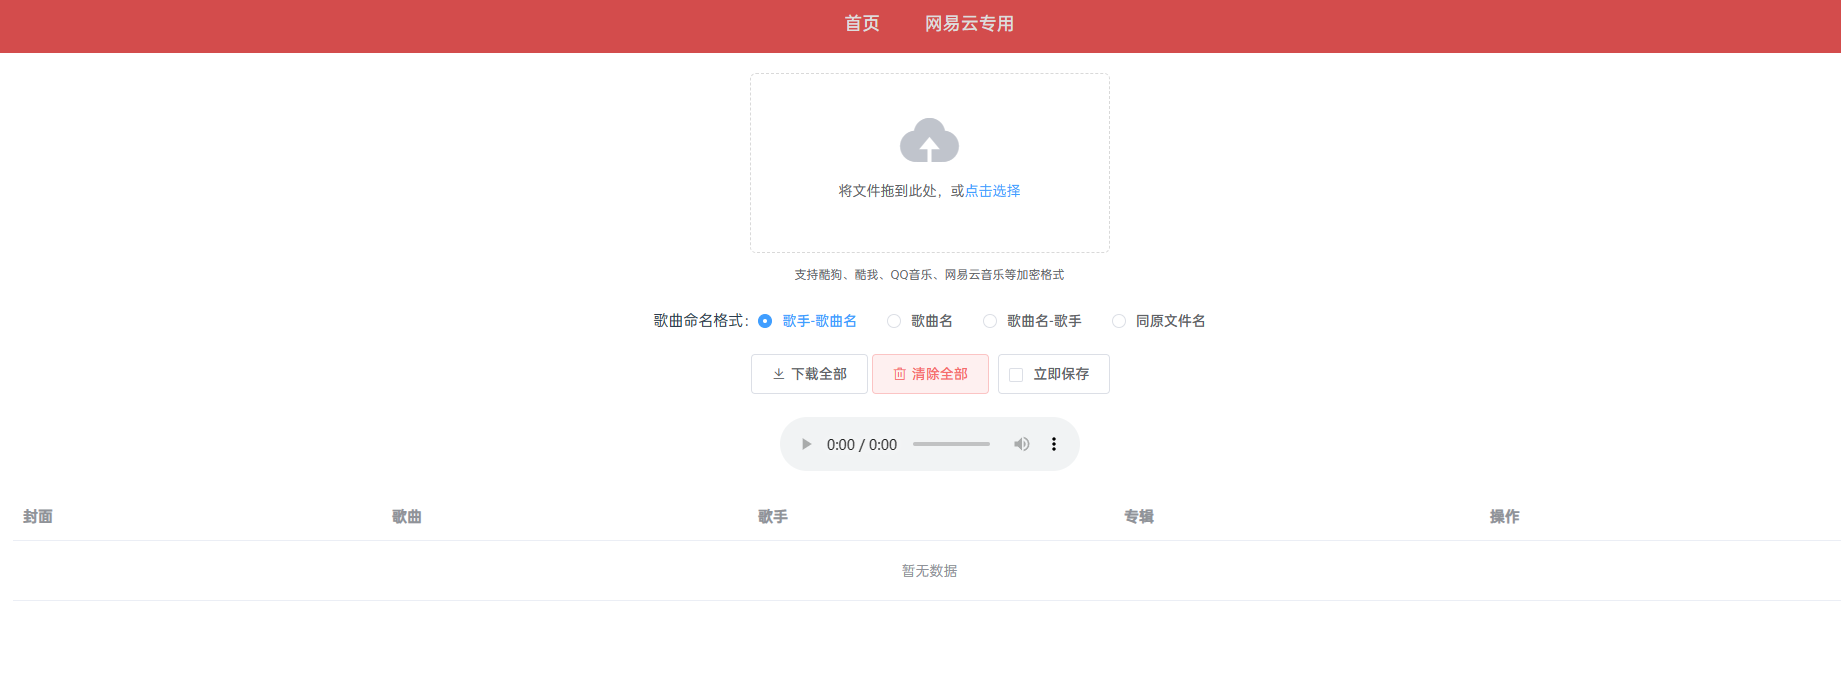 首页 网易云专用
将文件拖到此处，或点击选择
支持酷狗、酷我、QQ音乐、网易云音乐等加密格式
歌曲命名格式： 歌手-歌曲名 歌曲名 歌曲名-歌手 同原文件名
下载全部 清除全部 立即保存
0:00 / 0:00
封面 歌曲 歌手 专辑 操作
暂无数据